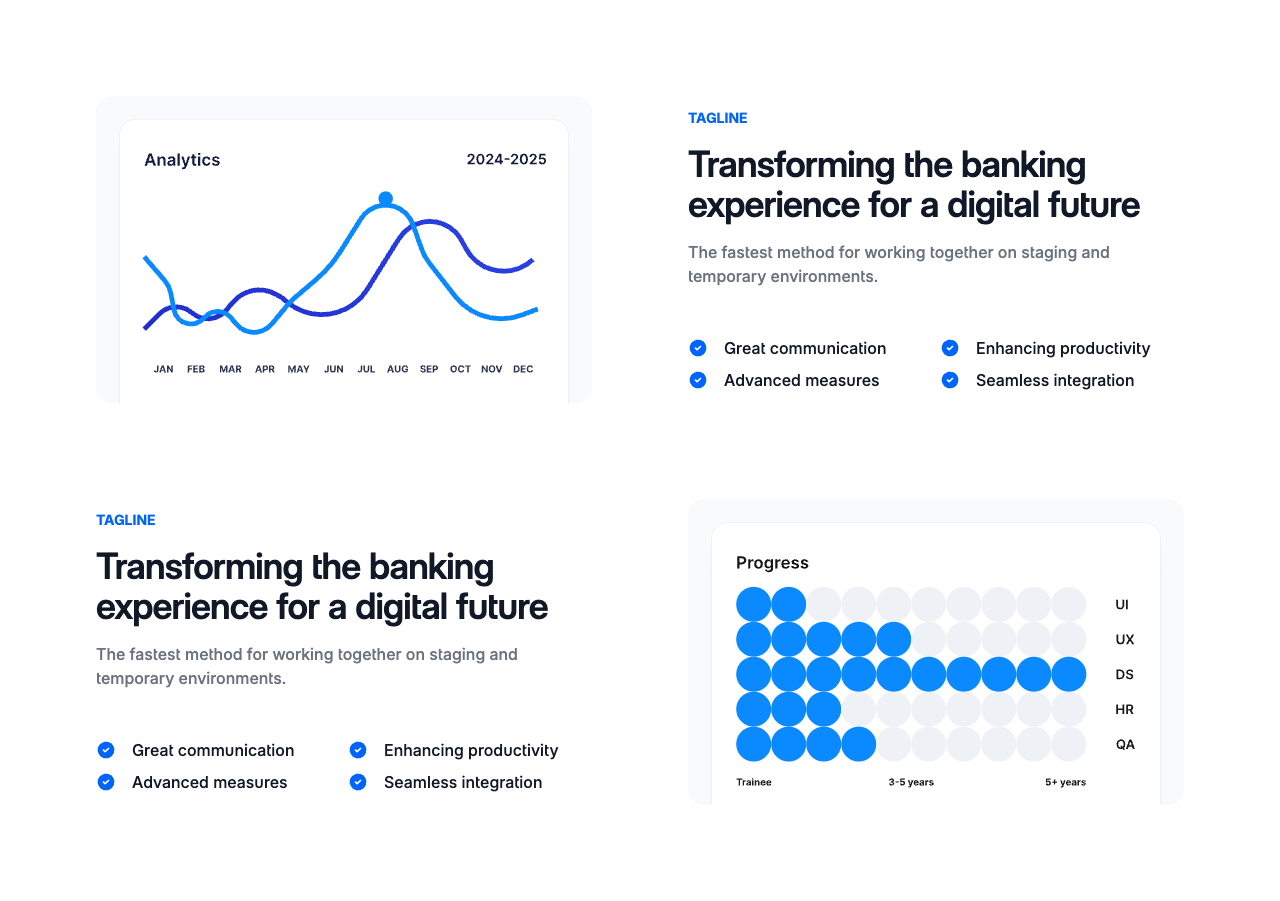 Analytics
2024-2025
JAN FEB MAR APR MAY JUN JUL AUG SEP OCT NOV DEC
TAGLINE
Transforming the banking
experience for a digital future
The fastest method for working together on staging and
temporary environments.
Great communication
Enhancing productivity
Advanced measures
Seamless integration
TAGLINE
Transforming the banking
experience for a digital future
The fastest method for working together on staging and
temporary environments.
Great communication
Enhancing productivity
Advanced measures
Seamless integration
Progress
UI
UX
DS
HR
QA
Trainee
3-5 years
5+ years